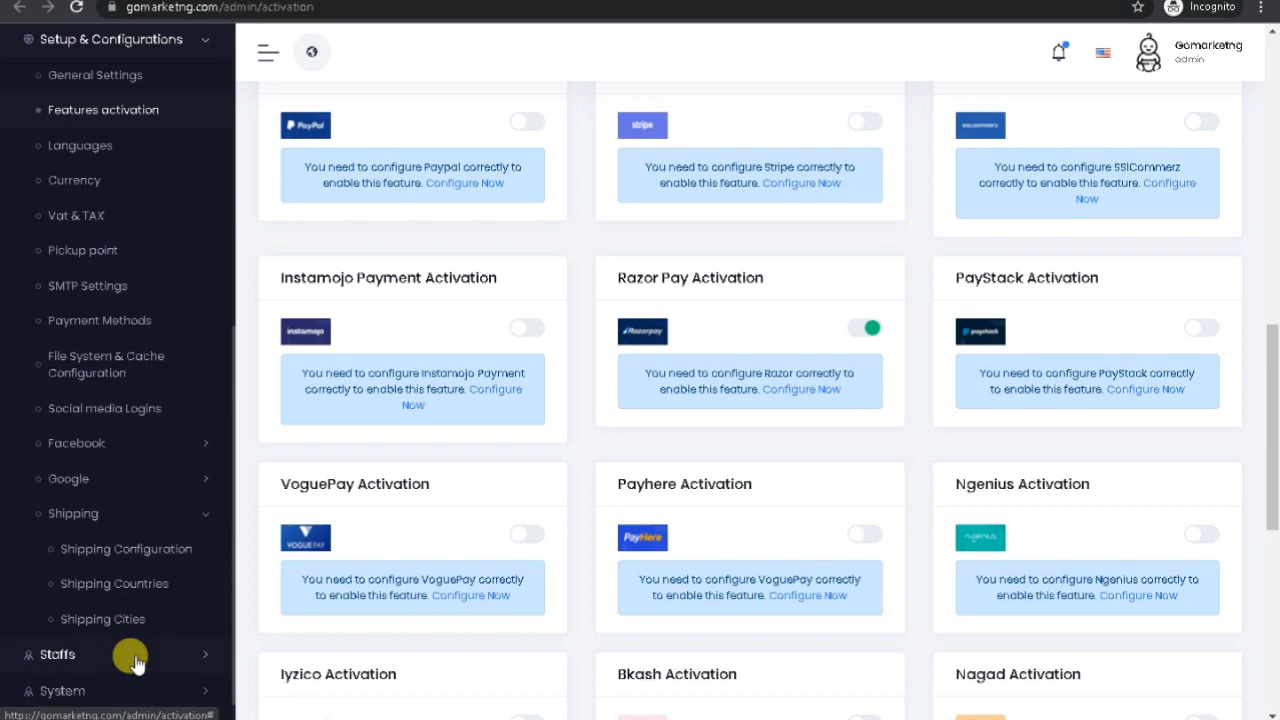 gomarketng.com/admin/activation
Incognito
Setup & Configurations
General Settings
Features activation
Languages
Currency
Vat & TAX
Pickup point
SMTP Settings
Payment Methods
File System & Cache
Configuration
Social media Logins
Facebook
Google
Shipping
Shipping Configuration
Shipping Countries
Shipping Cities
Staffs
System
https://gomarketng.com/admin/activation#
Gomarketng
admin
PayPal
You need to configure Paypal correctly to
enable this feature. Configure Now
stripe
You need to configure Stripe correctly to
enable this feature. Configure Now
You need to configure SSlCommerz
correctly to enable this feature. Configure
Now
Instamojo Payment Activation
instamojo
You need to configure Instamojo Payment
correctly to enable this feature. Configure
Now
Razor Pay Activation
Razorpay
You need to configure Razor correctly to
enable this feature. Configure Now
PayStack Activation
paystack
You need to configure PayStack correctly
to enable this feature. Configure Now
VoguePay Activation
VOGUEPAY
You need to configure VoguePay correctly
to enable this feature. Configure Now
Payhere Activation
PayHere
You need to configure VoguePay correctly
to enable this feature. Configure Now
Ngenius Activation
n-genius
You need to configure Ngenius correctly to
enable this feature. Configure Now
Iyzico Activation
Bkash Activation
Nagad Activation